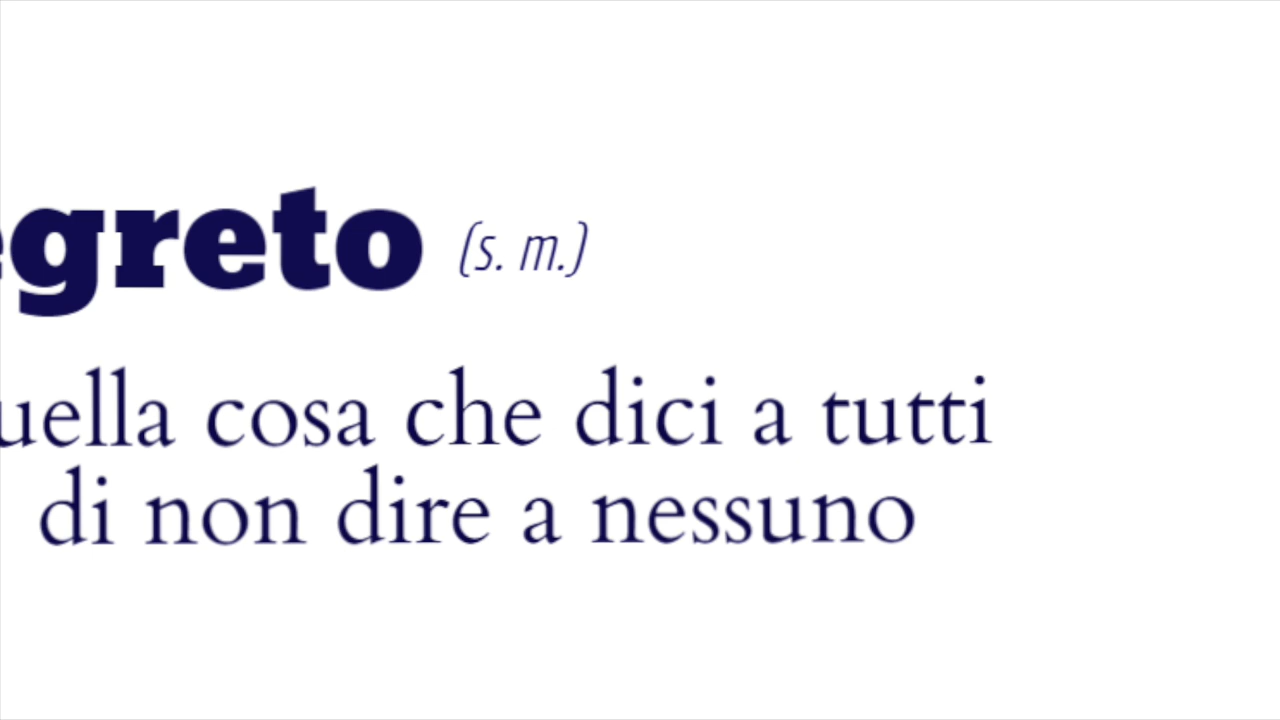 egreto (s. m.)
uella cosa che dici a tutti
di non dire a nessuno